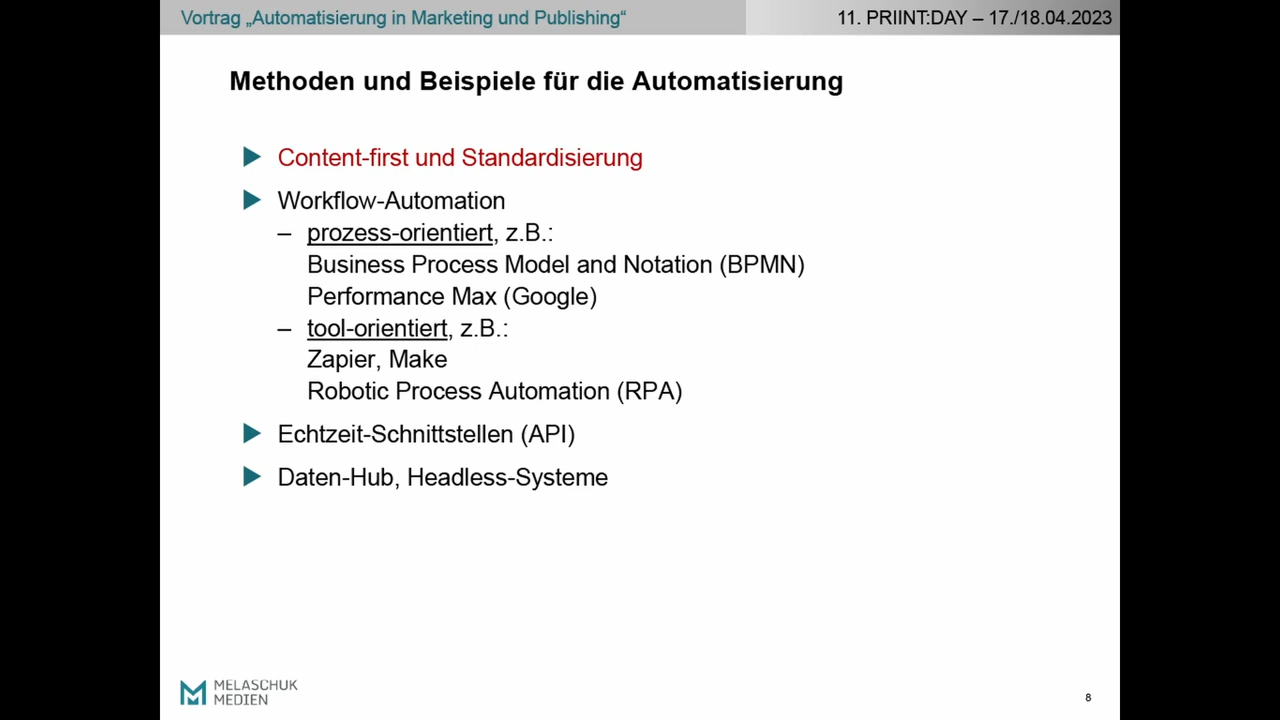 Vortrag „Automatisierung in Marketing und Publishing“
11. PRIINT:DAY – 17./18.04.2023
Methoden und Beispiele für die Automatisierung
Content-first und Standardisierung
Workflow-Automation
– prozess-orientiert, z.B.:
Business Process Model and Notation (BPMN)
Performance Max (Google)
– tool-orientiert, z.B.:
Zapier, Make
Robotic Process Automation (RPA)
Echtzeit-Schnittstellen (API)
Daten-Hub, Headless-Systeme
MELASCHUK
MEDIEN
8